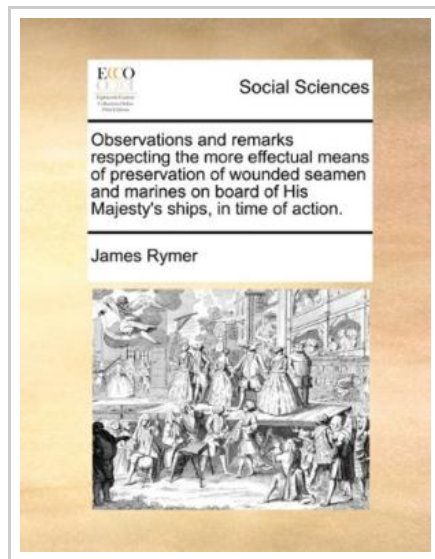 ECCO
Social Sciences
Observations and remarks
respecting the more effectual means
of preservation of wounded seamen
and marines on board of His
Majesty's ships, in time of action.
James Rymer